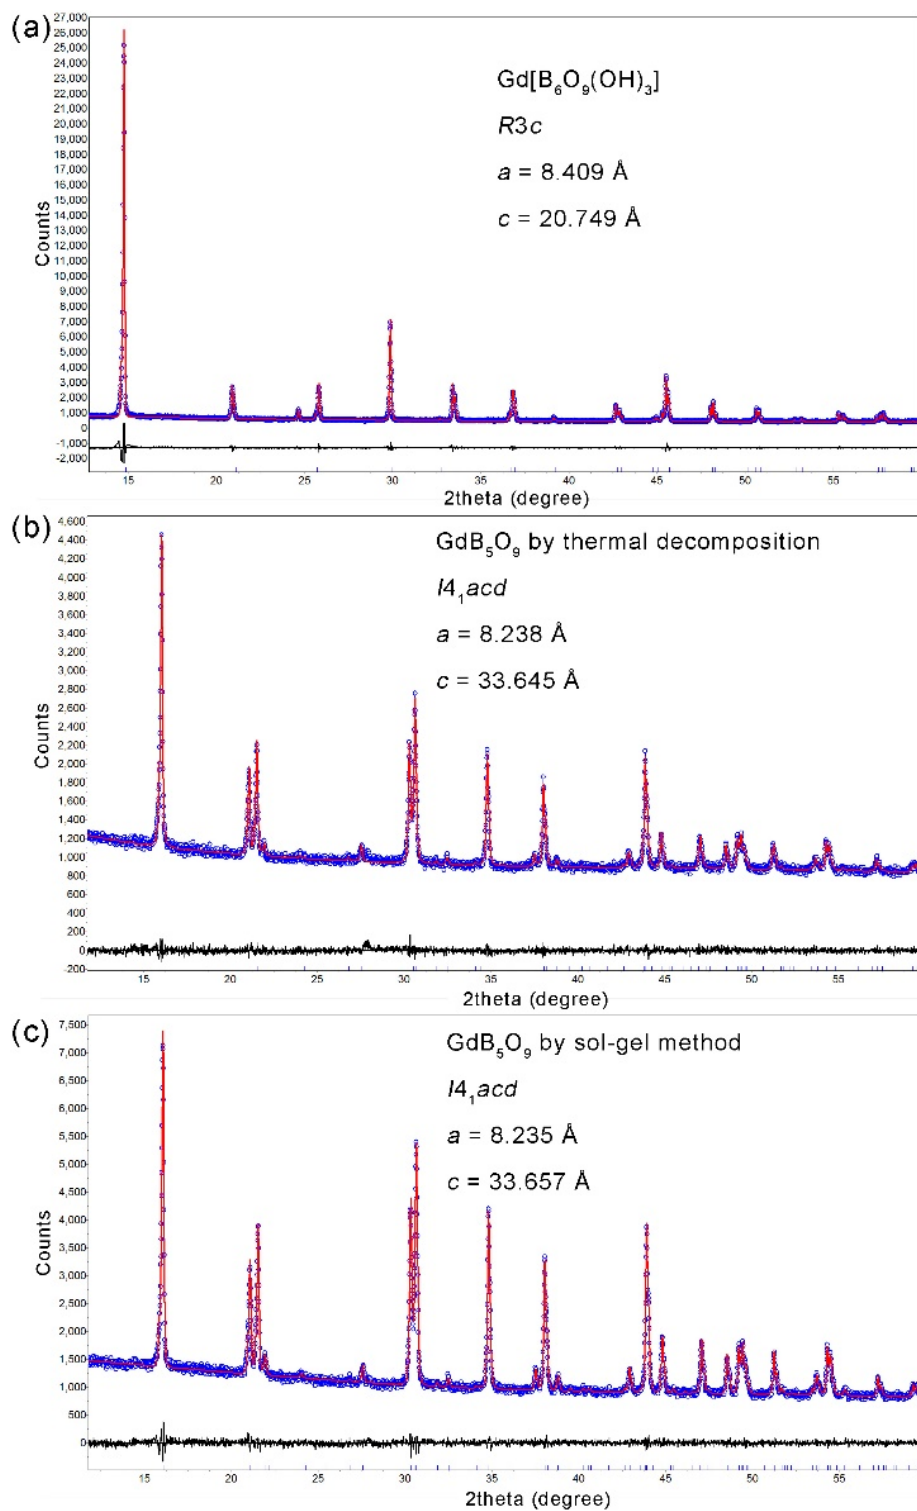 (a)
27,000
26,000
25,000
24,000
23,000
22,000
21,000
20,000
19,000
18,000
17,000
16,000
15,000
14,000
13,000
12,000
11,000
10,000
9,000
8,000
7,000
6,000
5,000
4,000
3,000
2,000
1,000
0
-1,000
-2,000
Counts
Gd[B₆O₉(OH)₃]
R3c
a = 8.409 Å
c = 20.749 Å
15 20 25 30 35 40 45 50 55
2theta (degree)
(b)
4,600
4,400
4,200
4,000
3,800
3,600
3,400
3,200
3,000
2,800
2,600
2,400
2,200
2,000
1,800
1,600
1,400
1,200
1,000
800
600
400
200
0
-200
Counts
GdB₅O₉ by thermal decomposition
I4₁acd
a = 8.238 Å
c = 33.645 Å
15 20 25 30 35 40 45 50 55
2theta (degree)
(c)
7,500
7,000
6,500
6,000
5,500
5,000
4,500
4,000
3,500
3,000
2,500
2,000
1,500
1,000
500
0
Counts
GdB₅O₉ by sol-gel method
I4₁acd
a = 8.235 Å
c = 33.657 Å
15 20 25 30 35 40 45 50 55
2theta (degree)